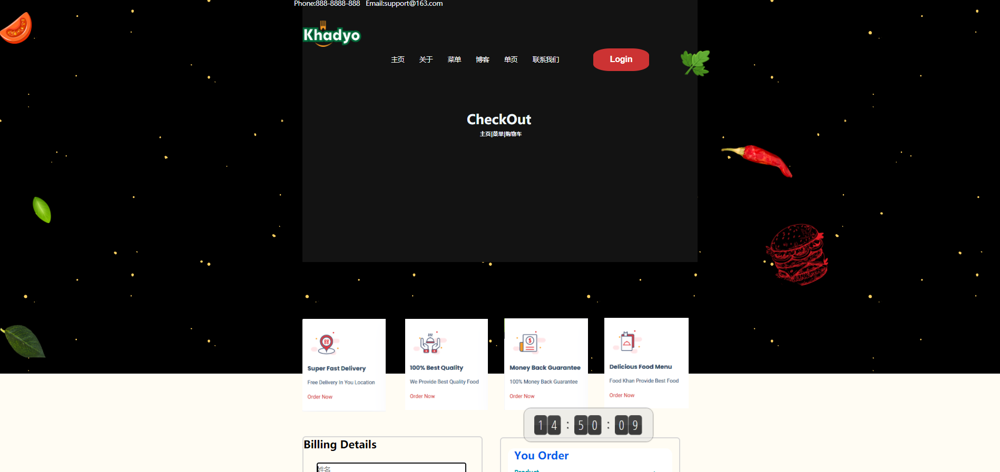 Phone:888-8888-888 Email:support@163.com
Khadyo
主页 关于 菜单 博客 单页 联系我们 Login
CheckOut
主页|菜单|购物车
Super Fast Delivery
Free Delivery In You Location
Order Now
100% Best Quality
We Provide Best Quality Food
Order Now
Money Back Guarantee
100% Money Back Guarantee
Order Now
Delicious Food Menu
Food Khan Provide Best Food
Order Now
14:50:09
Billing Details
姓名
You Order
Product